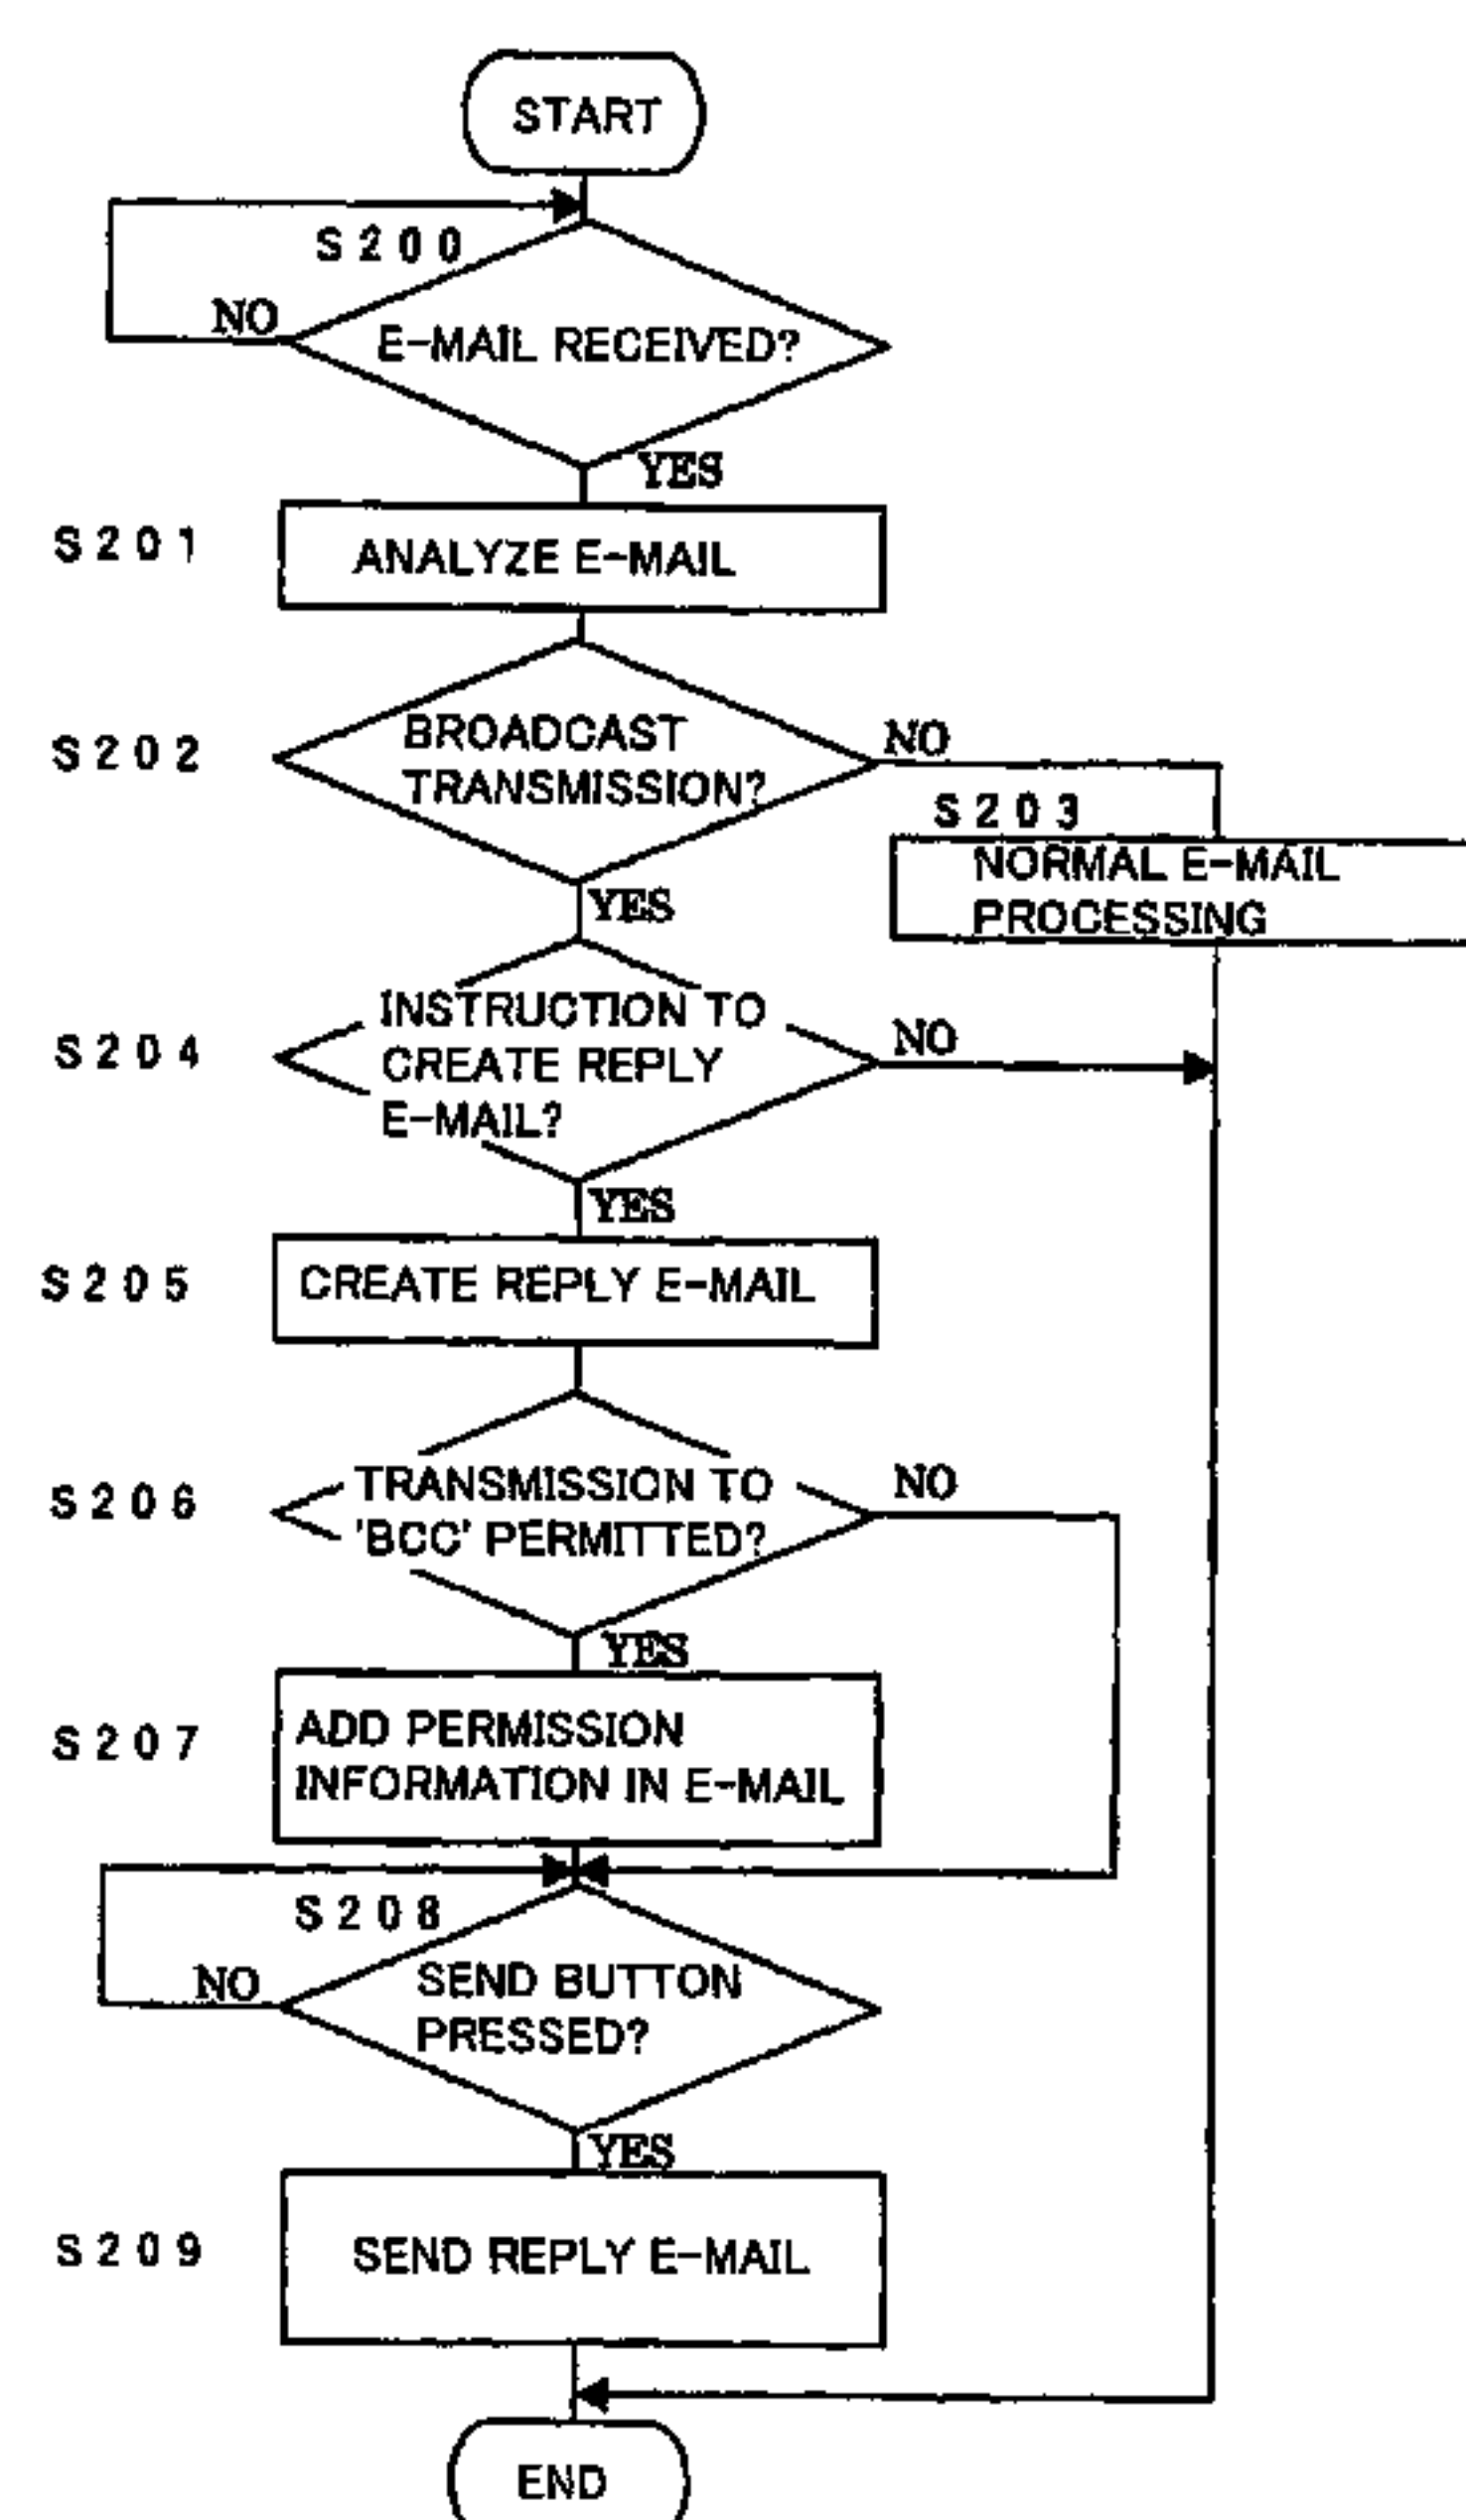 START
S200
NO
E-MAIL RECEIVED?
YES
S201
ANALYZE E-MAIL
S202
BROADCAST
TRANSMISSION?
NO
S203
NORMAL E-MAIL
PROCESSING
YES
S204
INSTRUCTION TO
CREATE REPLY
E-MAIL?
NO
YES
S205
CREATE REPLY E-MAIL
S206
TRANSMISSION TO
'BCC' PERMITTED?
NO
YES
S207
ADD PERMISSION
INFORMATION IN E-MAIL
S208
NO
SEND BUTTON
PRESSED?
YES
S209
SEND REPLY E-MAIL
END